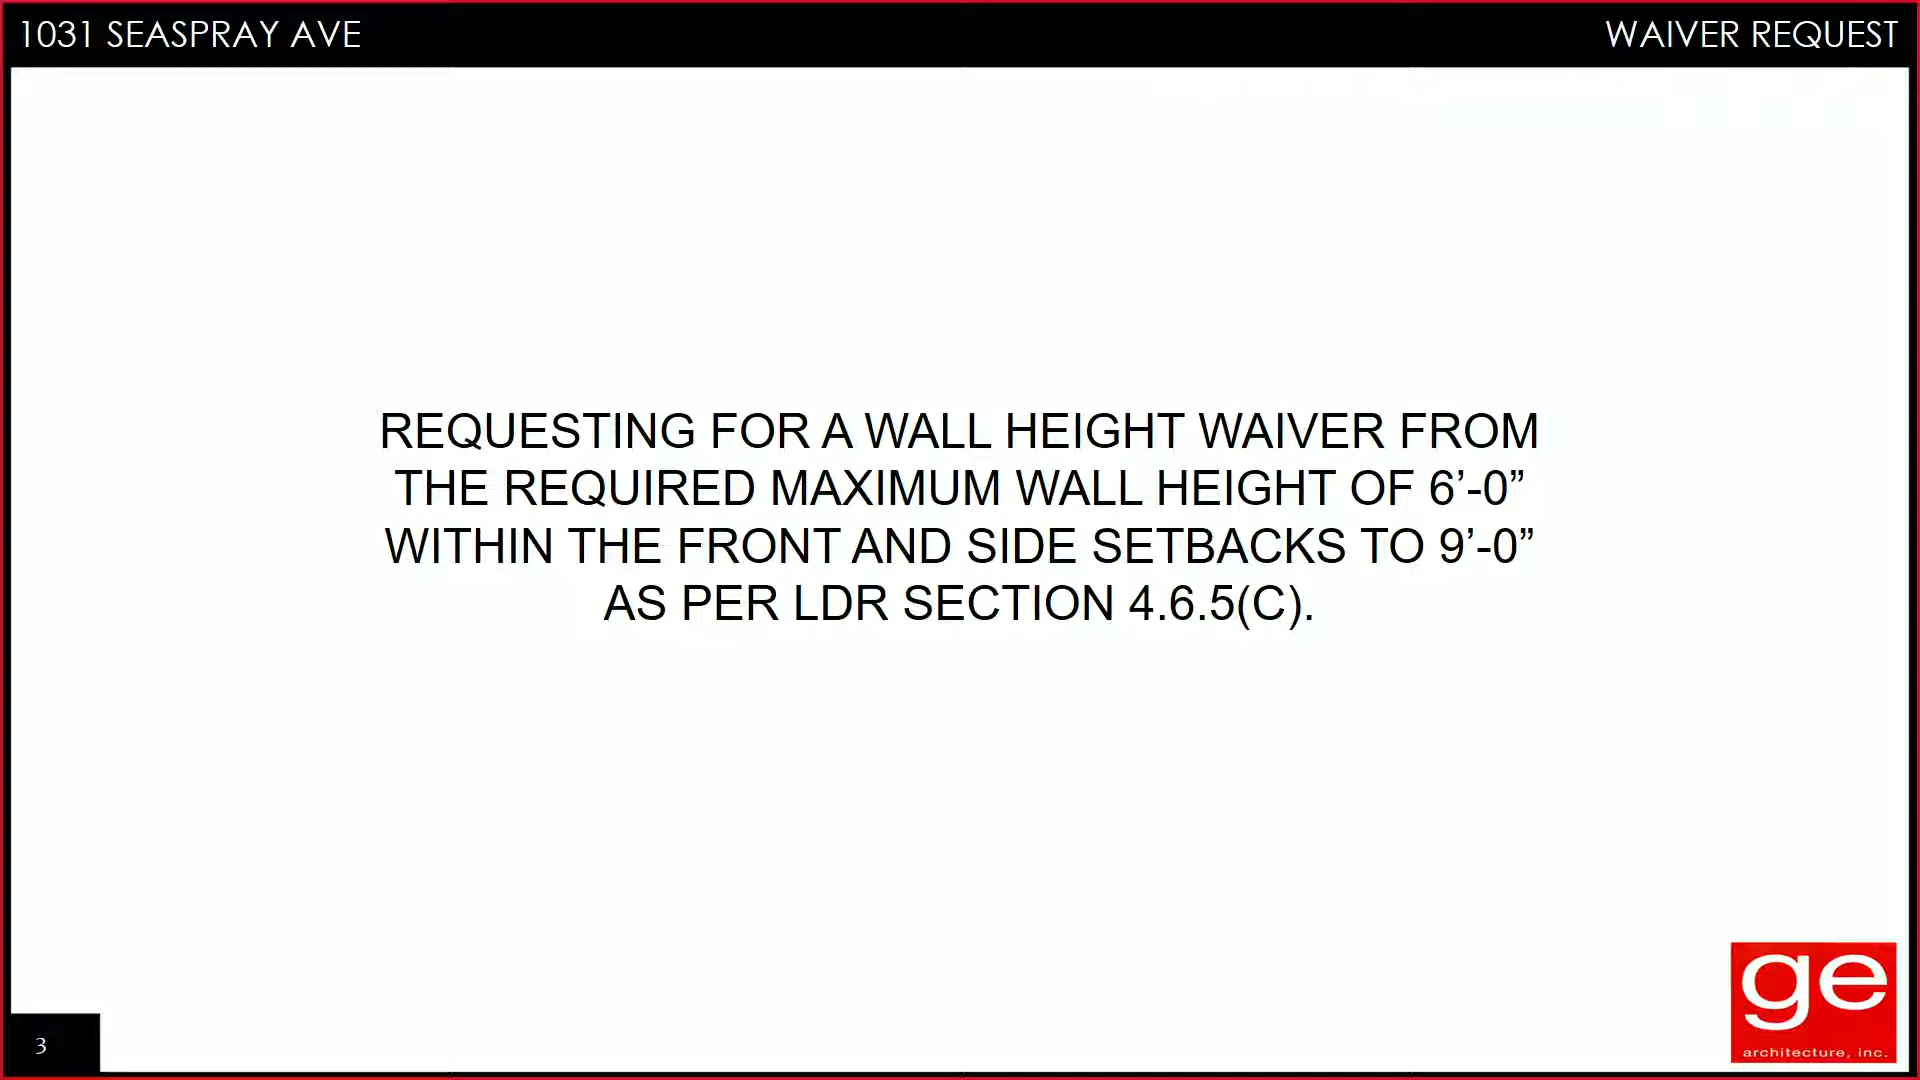 1031 SEASPRAY AVE
WAIVER REQUEST
REQUESTING FOR A WALL HEIGHT WAIVER FROM
THE REQUIRED MAXIMUM WALL HEIGHT OF 6’-0”
WITHIN THE FRONT AND SIDE SETBACKS TO 9’-0”
AS PER LDR SECTION 4.6.5(C).
3
ge
architecture, inc.